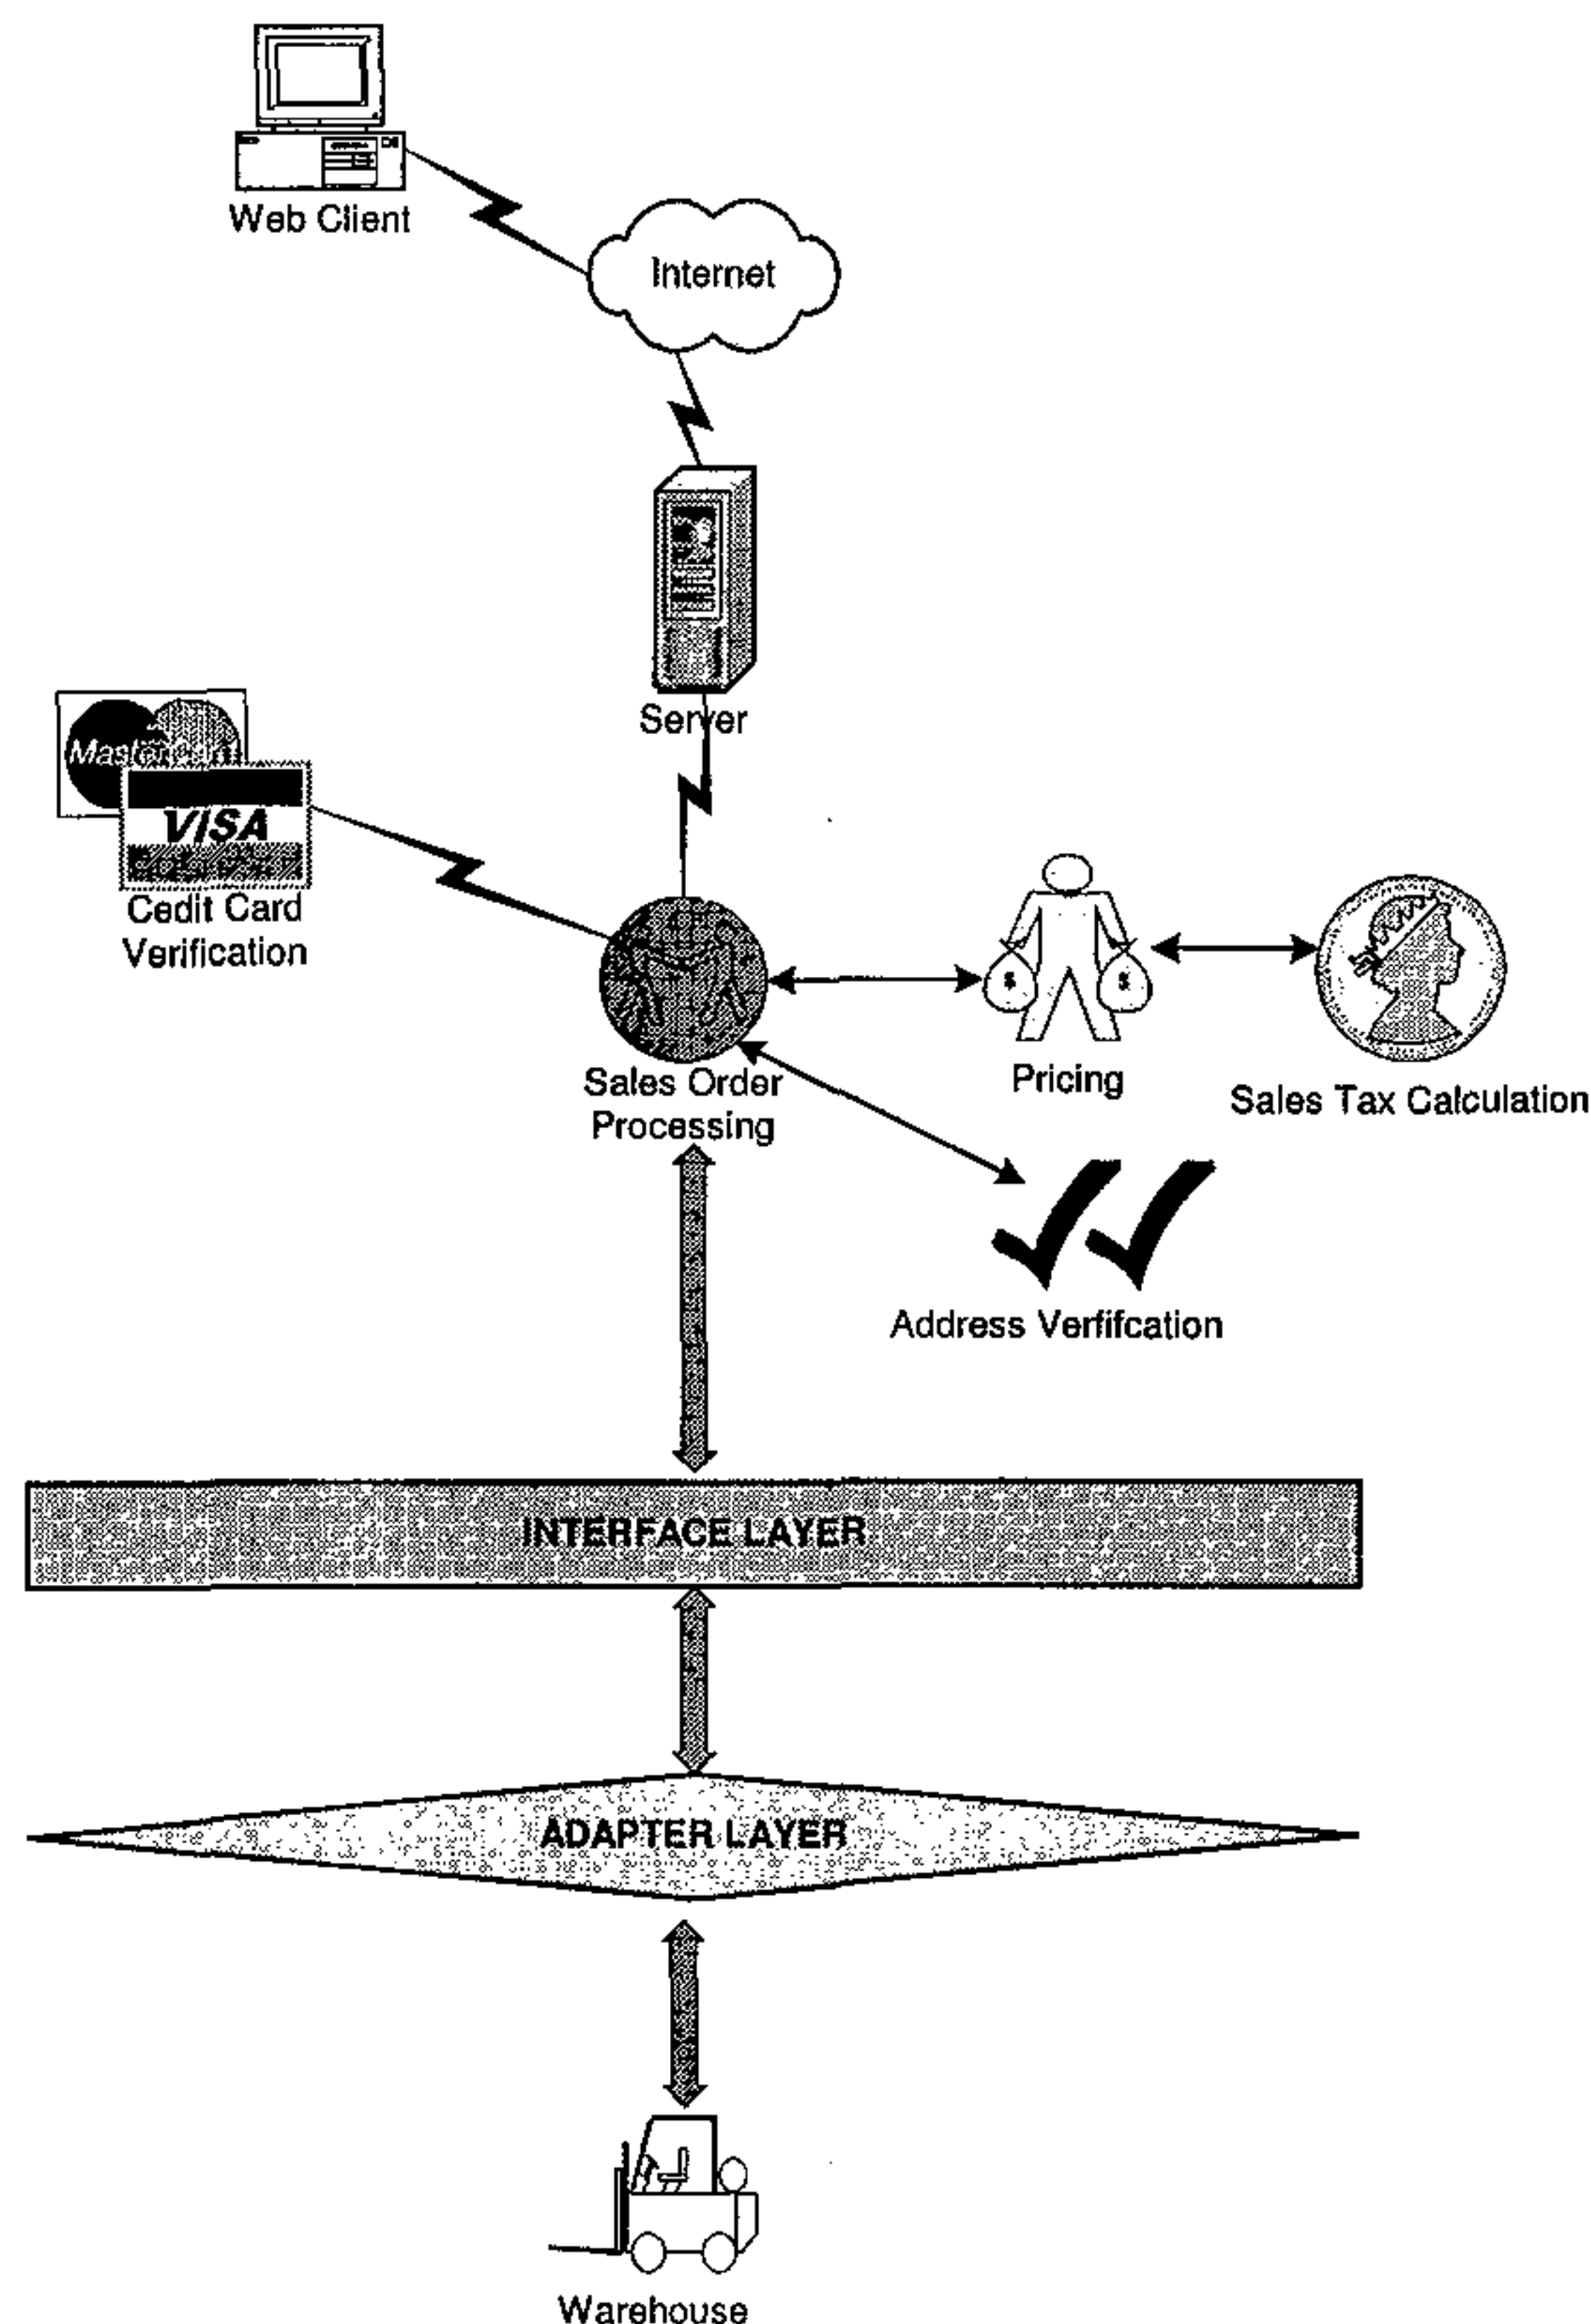 Web Client
Internet
Server
MasterCard
VISA
Cedit Card
Verification
Sales Order
Processing
$
$
Pricing
Sales Tax Calculation
Address Verfifcation
INTERFACE LAYER
ADAPTER LAYER
Warehouse